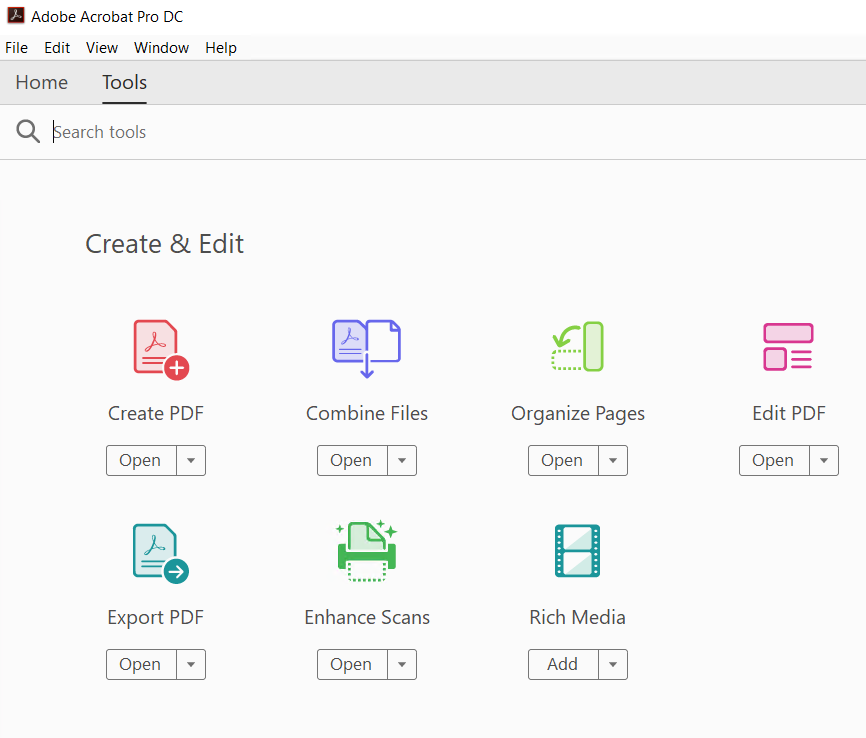 Adobe Acrobat Pro DC
File Edit View Window Help
Home Tools
Search tools
Create & Edit
Create PDF Combine Files Organize Pages Edit PDF
Open Open Open Open
Export PDF Enhance Scans Rich Media
Open Open Add